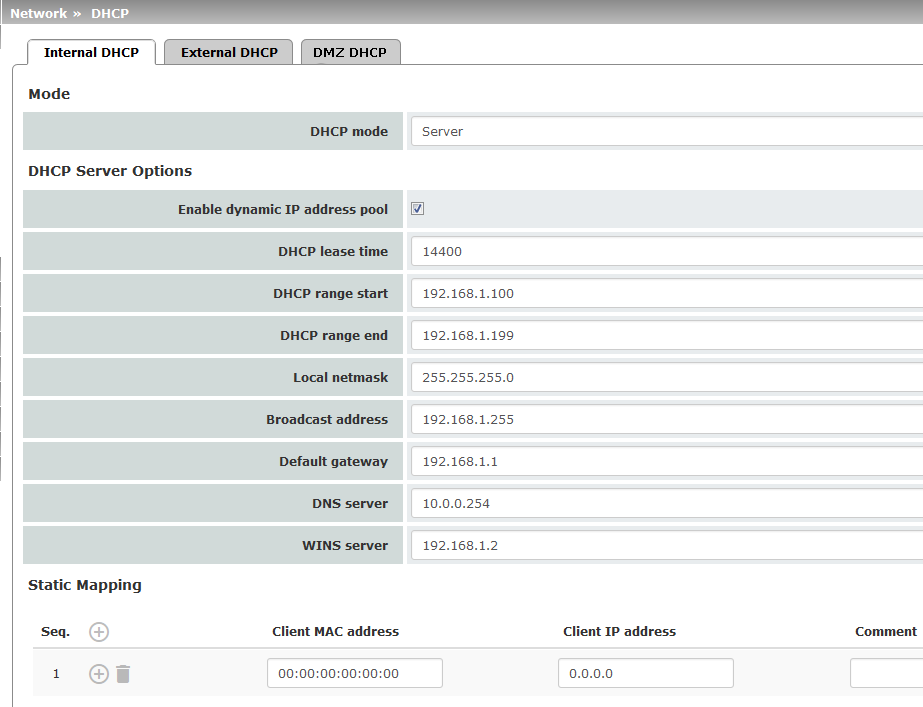 Network » DHCP
Internal DHCP External DHCP DMZ DHCP
Mode
DHCP mode Server
DHCP Server Options
Enable dynamic IP address pool
DHCP lease time 14400
DHCP range start 192.168.1.100
DHCP range end 192.168.1.199
Local netmask 255.255.255.0
Broadcast address 192.168.1.255
Default gateway 192.168.1.1
DNS server 10.0.0.254
WINS server 192.168.1.2
Static Mapping
Seq. Client MAC address Client IP address Comment
1 00:00:00:00:00:00 0.0.0.0